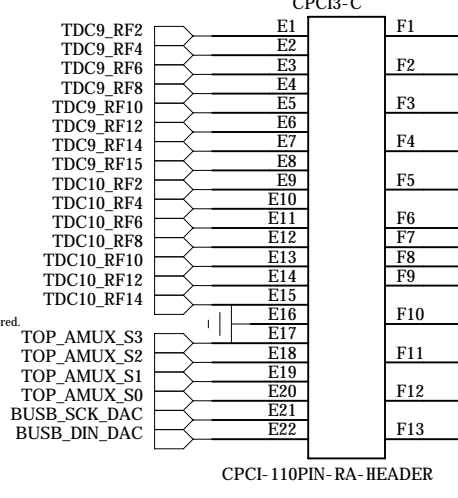 CPCI3-C
TDC9_RF2 E1 F1
TDC9_RF4 E2
TDC9_RF6 E3 F2
TDC9_RF8 E4
TDC9_RF10 E5 F3
TDC9_RF12 E6
TDC9_RF14 E7 F4
TDC9_RF15 E8
TDC10_RF2 E9 F5
TDC10_RF4 E10
TDC10_RF6 E11 F6
TDC10_RF8 E12 F7
TDC10_RF10 E13 F8
TDC10_RF12 E14 F9
TDC10_RF14 E15
red. E16 F10
TOP_AMUX_S3 E17
TOP_AMUX_S2 E18 F11
TOP_AMUX_S1 E19
TOP_AMUX_S0 E20 F12
BUSB_SCK_DAC E21
BUSB_DIN_DAC E22 F13
CPCI-110PIN-RA-HEADER